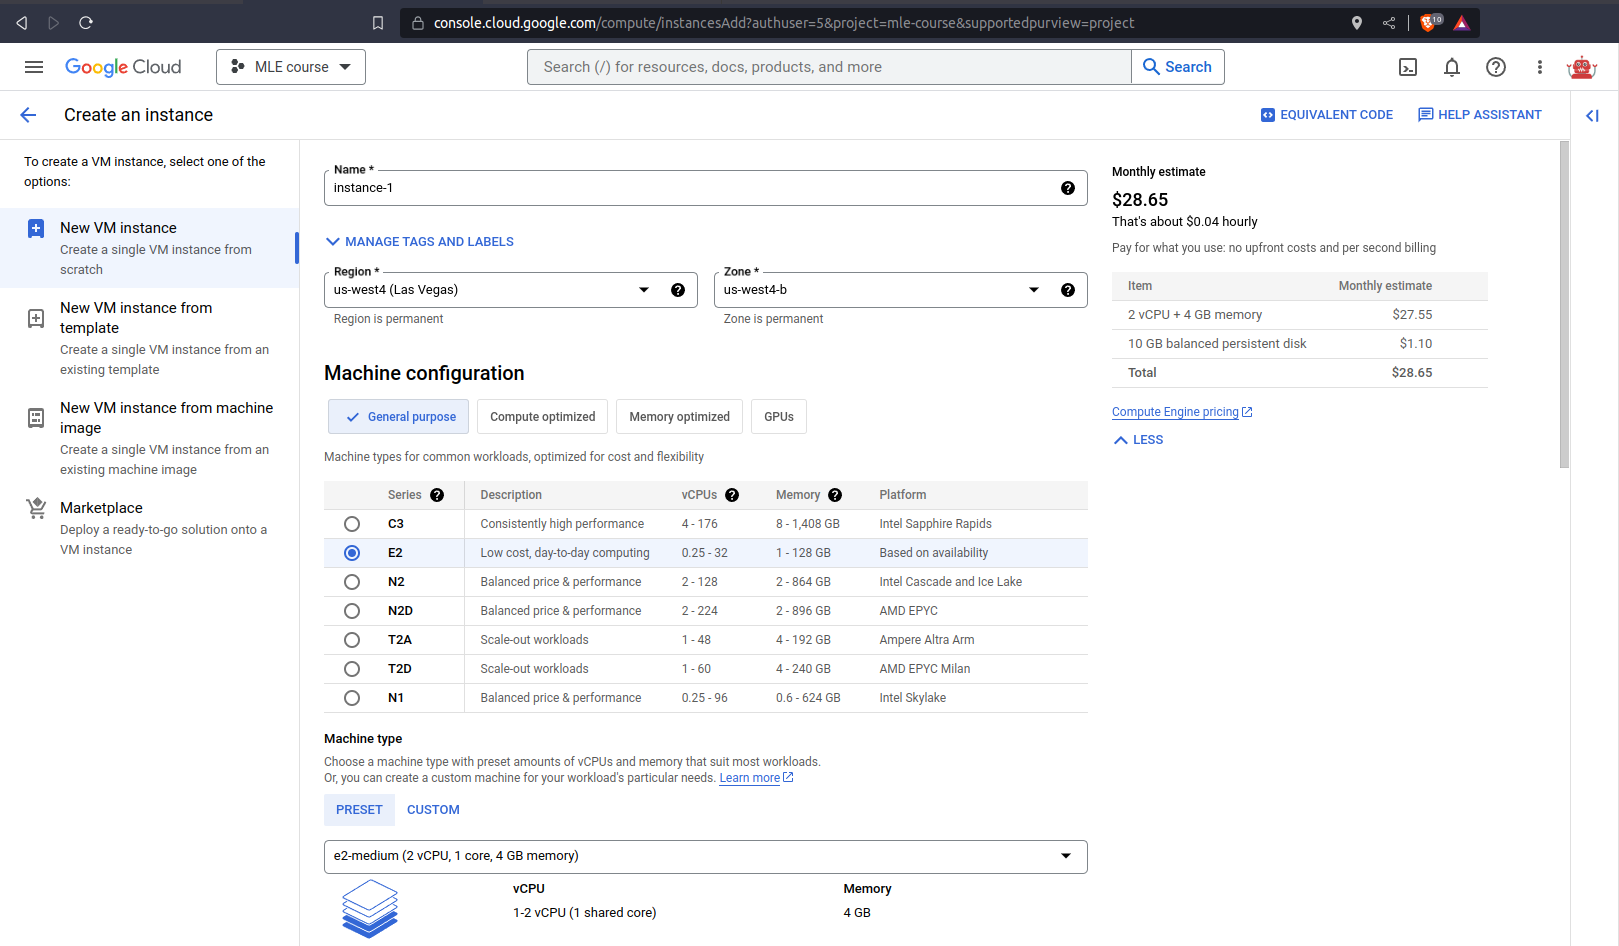 console.cloud.google.com/compute/instancesAdd?authuser=5&project=mle-course&supportedpurview=project
10
Google Cloud
MLE course
Search (/) for resources, docs, products, and more
Search
Create an instance
EQUIVALENT CODE
HELP ASSISTANT
To create a VM instance, select one of the
options:
New VM instance
Create a single VM instance from
scratch
New VM instance from
template
Create a single VM instance from an
existing template
New VM instance from machine
image
Create a single VM instance from an
existing machine image
Marketplace
Deploy a ready-to-go solution onto a
VM instance
Name *
instance-1
MANAGE TAGS AND LABELS
Region *
us-west4 (Las Vegas)
Region is permanent
Zone *
us-west4-b
Zone is permanent
Machine configuration
General purpose
Compute optimized
Memory optimized
GPUs
Machine types for common workloads, optimized for cost and flexibility
Series Description vCPUs Memory Platform
C3 Consistently high performance 4 - 176 8 - 1,408 GB Intel Sapphire Rapids
E2 Low cost, day-to-day computing 0.25 - 32 1 - 128 GB Based on availability
N2 Balanced price & performance 2 - 128 2 - 864 GB Intel Cascade and Ice Lake
N2D Balanced price & performance 2 - 224 2 - 896 GB AMD EPYC
T2A Scale-out workloads 1 - 48 4 - 192 GB Ampere Altra Arm
T2D Scale-out workloads 1 - 60 4 - 240 GB AMD EPYC Milan
N1 Balanced price & performance 0.25 - 96 0.6 - 624 GB Intel Skylake
Machine type
Choose a machine type with preset amounts of vCPUs and memory that suit most workloads.
Or, you can create a custom machine for your workload's particular needs. Learn more
PRESET
CUSTOM
e2-medium (2 vCPU, 1 core, 4 GB memory)
vCPU
1-2 vCPU (1 shared core)
Memory
4 GB
Monthly estimate
$28.65
That's about $0.04 hourly
Pay for what you use: no upfront costs and per second billing
Item Monthly estimate
2 vCPU + 4 GB memory $27.55
10 GB balanced persistent disk $1.10
Total $28.65
Compute Engine pricing
LESS